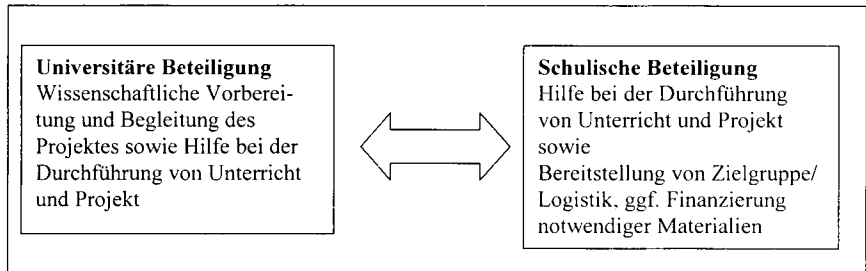 Universitäre Beteiligung
Wissenschaftliche Vorberei-
tung und Begleitung des
Projektes sowie Hilfe bei der
Durchführung von Unterricht
und Projekt
Schulische Beteiligung
Hilfe bei der Durchführung
von Unterricht und Projekt
sowie
Bereitstellung von Zielgruppe/
Logistik, ggf. Finanzierung
notwendiger Materialien